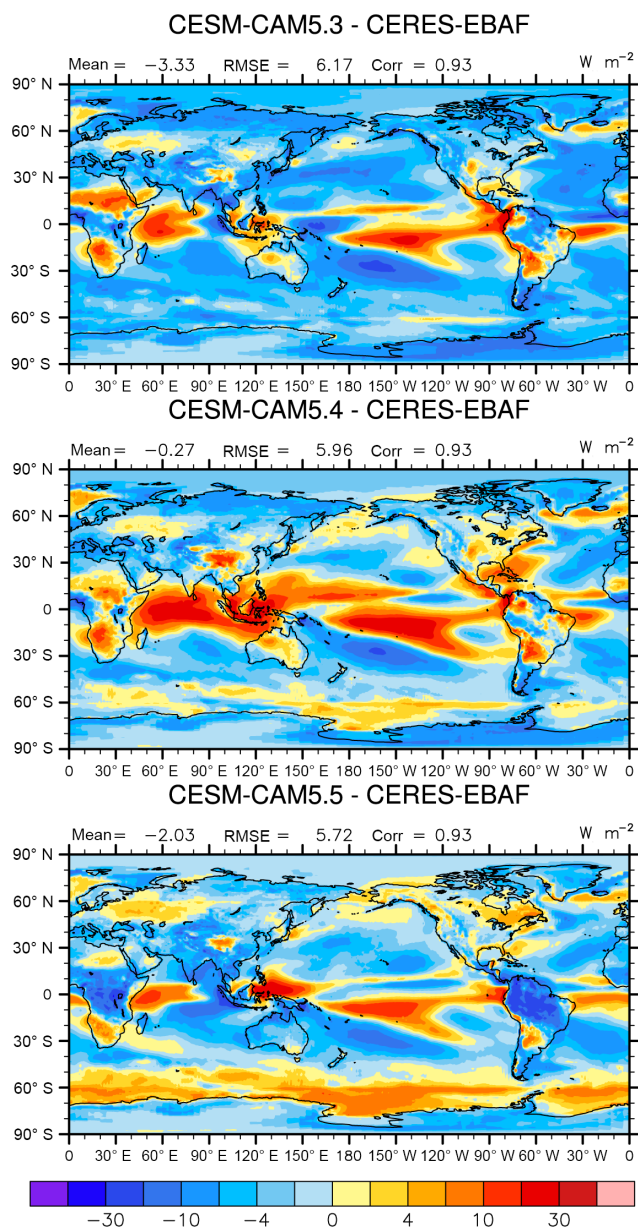 CESM-CAM5.3 - CERES-EBAF
Mean = −3.33 RMSE = 6.17 Corr = 0.93 W m⁻²
90° N
60° N
30° N
0
30° S
60° S
90° S
0 30° E 60° E 90° E 120° E 150° E 180 150° W 120° W 90° W 60° W 30° W
CESM-CAM5.4 - CERES-EBAF
Mean = −0.27 RMSE = 5.96 Corr = 0.93 W m⁻²
90° N
60° N
30° N
0
30° S
60° S
90° S
0 30° E 60° E 90° E 120° E 150° E 180 150° W 120° W 90° W 60° W 30° W
CESM-CAM5.5 - CERES-EBAF
Mean = −2.03 RMSE = 5.72 Corr = 0.93 W m⁻²
90° N
60° N
30° N
0
30° S
60° S
90° S
0 30° E 60° E 90° E 120° E 150° E 180 150° W 120° W 90° W 60° W 30° W
−30 −10 −4 0 4 10 30